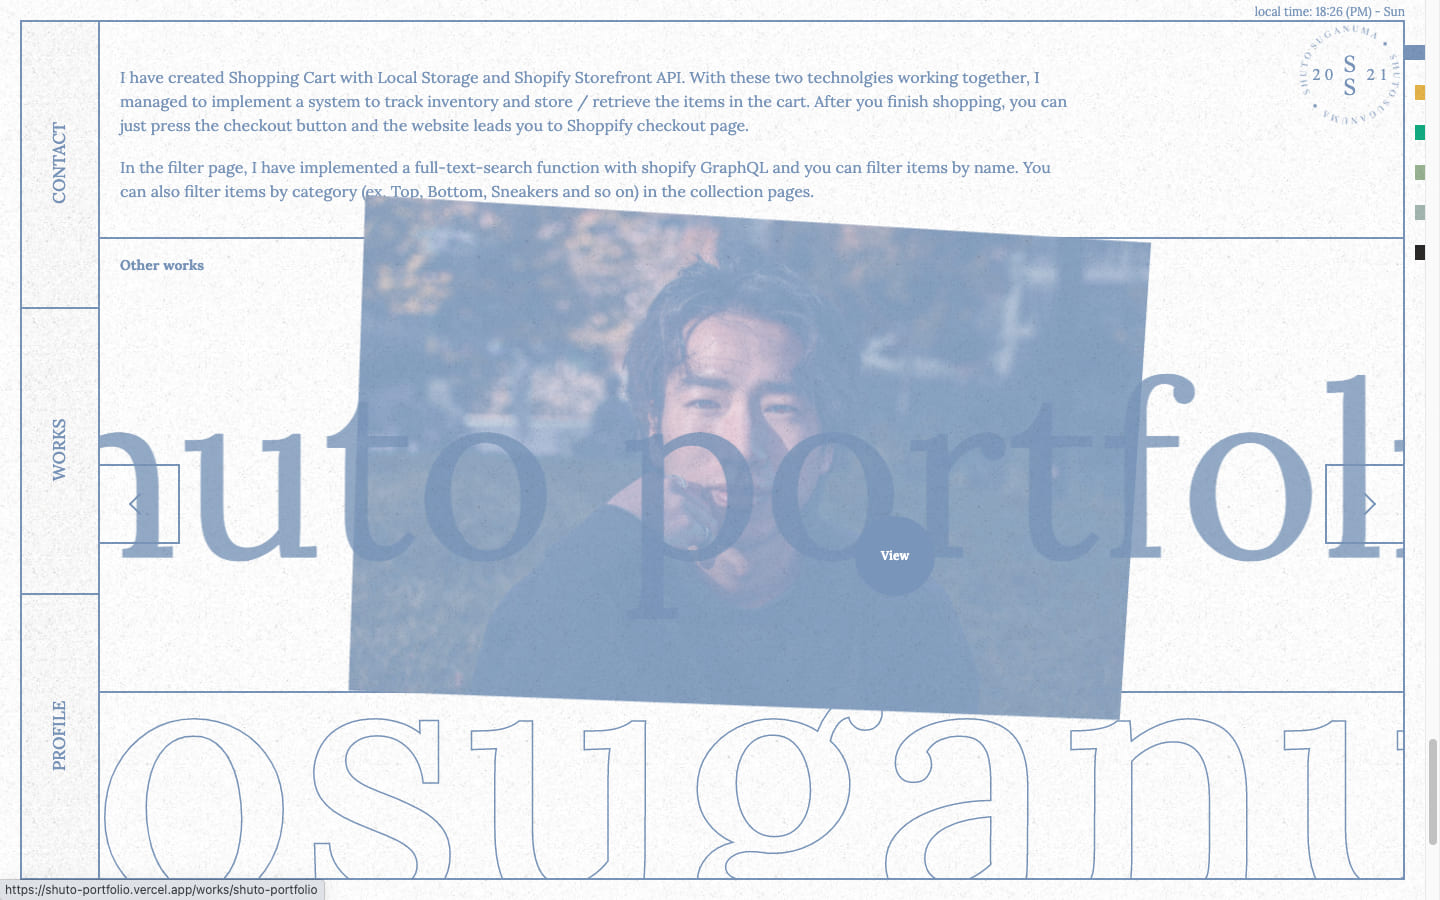 local time: 18:26 (PM) - Sun
SHUTOSUGANUMA • SHUTOSUGANUMA •
20 SS 21
I have created Shopping Cart with Local Storage and Shopify Storefront API. With these two technolgies working together, I
managed to implement a system to track inventory and store / retrieve the items in the cart. After you finish shopping, you can
just press the checkout button and the website leads you to Shoppify checkout page.
In the filter page, I have implemented a full-text-search function with shopify GraphQL and you can filter items by name. You
can also filter items by category (ex. Top, Bottom, Sneakers and so on) in the collection pages.
CONTACT
WORKS
PROFILE
Other works
huto portfoli
View
osuganu
https://shuto-portfolio.vercel.app/works/shuto-portfolio